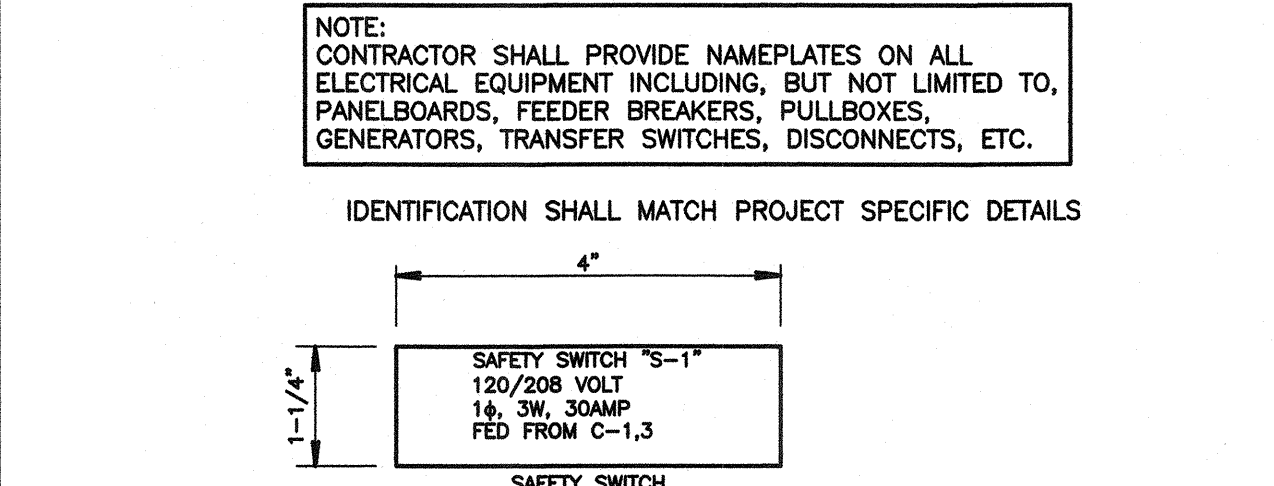 NOTE:
CONTRACTOR SHALL PROVIDE NAMEPLATES ON ALL
ELECTRICAL EQUIPMENT INCLUDING, BUT NOT LIMITED TO,
PANELBOARDS, FEEDER BREAKERS, PULLBOXES,
GENERATORS, TRANSFER SWITCHES, DISCONNECTS, ETC.
IDENTIFICATION SHALL MATCH PROJECT SPECIFIC DETAILS
4"
1-1/4"
SAFETY SWITCH "S-1"
120/208 VOLT
1ϕ, 3W, 30AMP
FED FROM C-1,3
SAFETY SWITCH